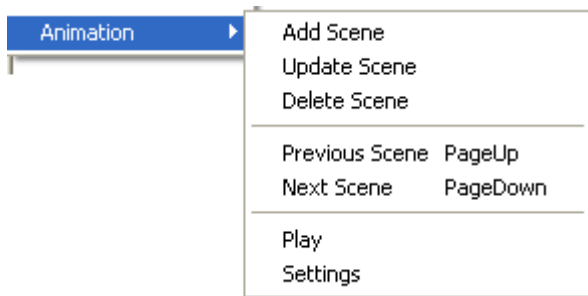 Animation
Add Scene
Update Scene
Delete Scene
Previous Scene PageUp
Next Scene PageDown
Play
Settings